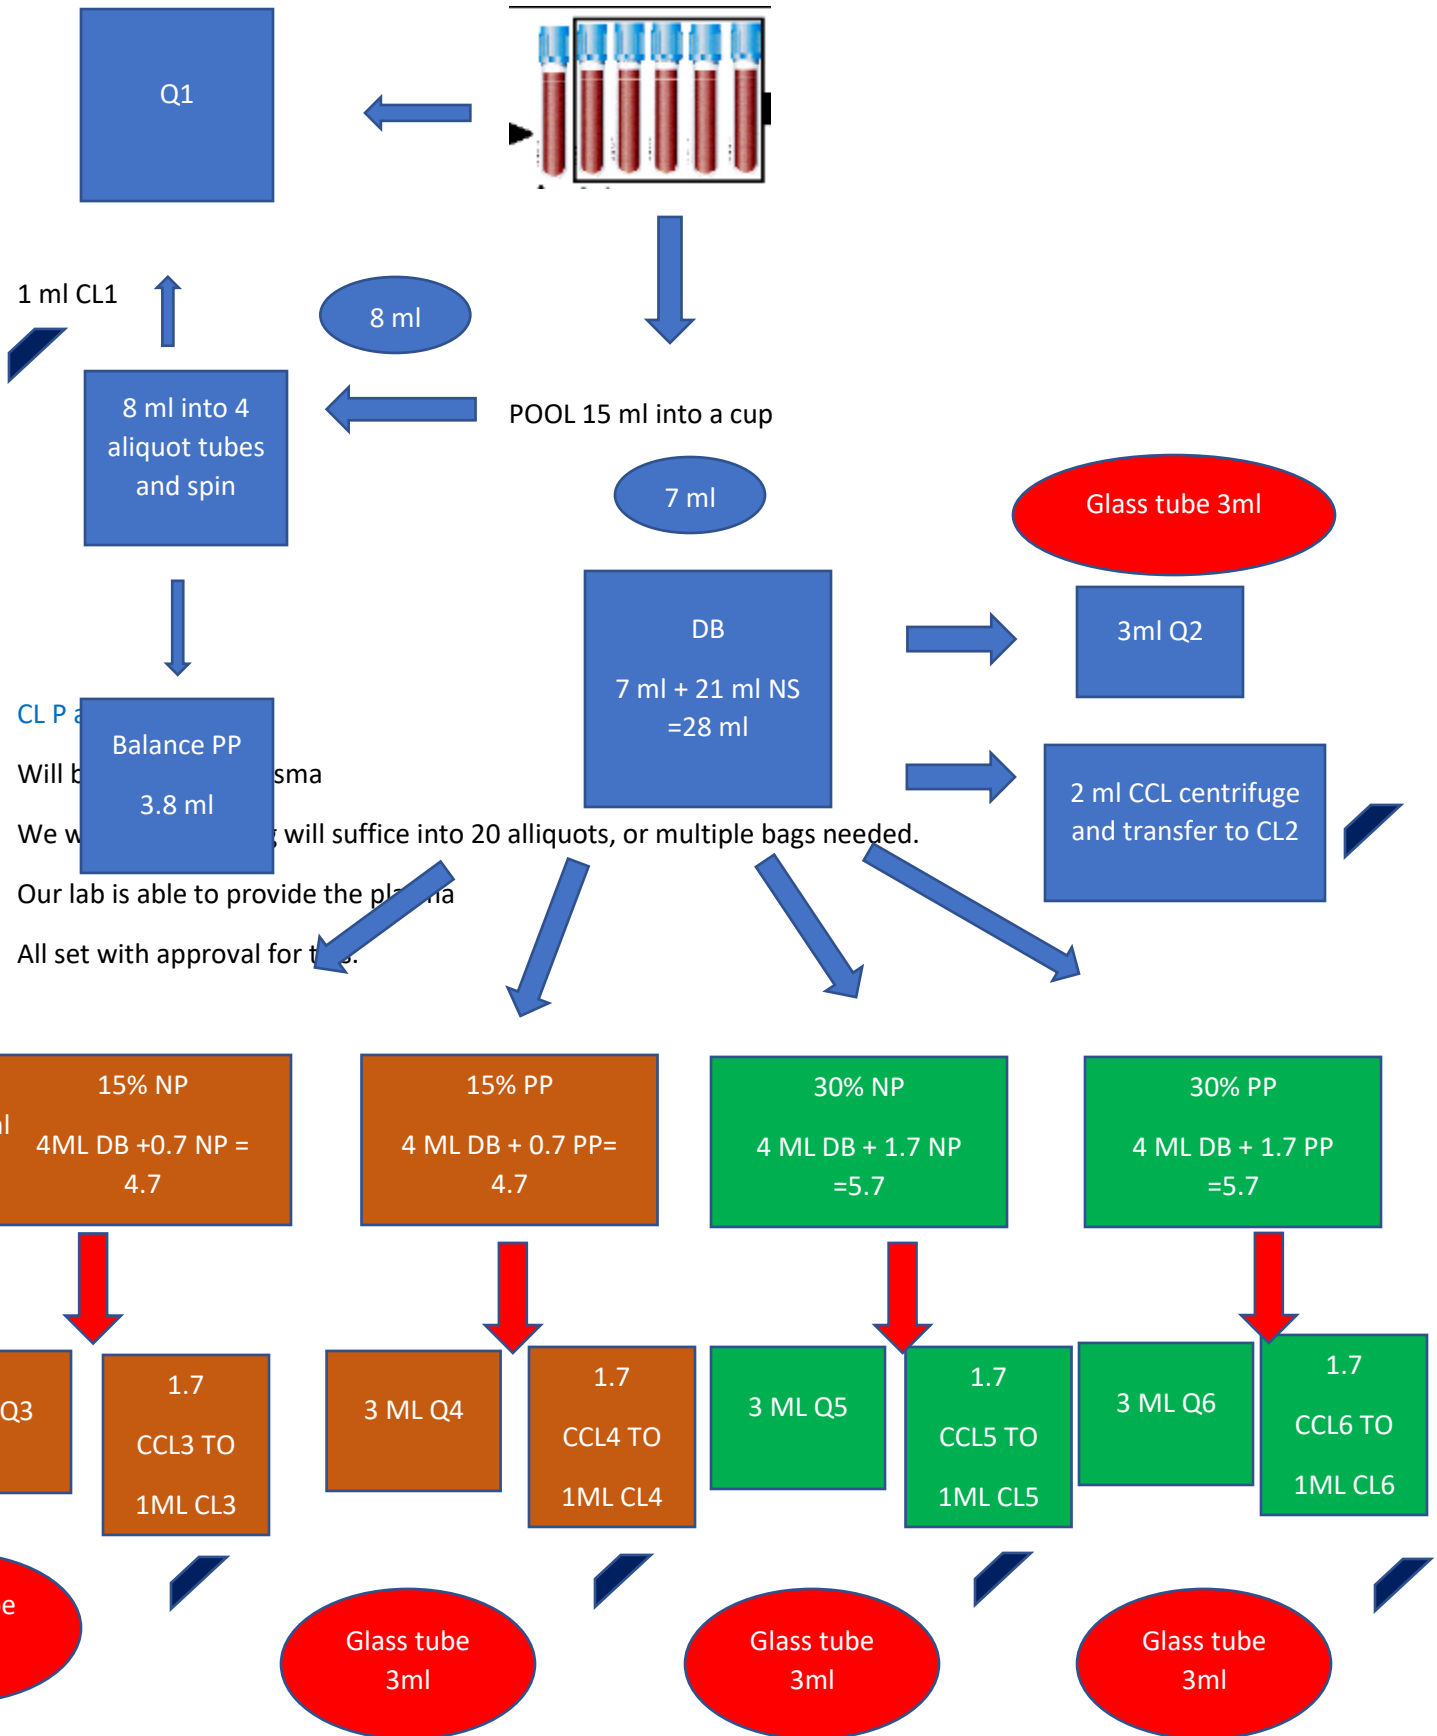 Q1
1 ml CL1
8 ml
8 ml into 4
aliquot tubes
and spin
POOL 15 ml into a cup
7 ml
Glass tube 3ml
DB
7 ml + 21 ml NS
=28 ml
3ml Q2
2 ml CCL centrifuge
and transfer to CL2
CL P
Balance PP
3.8 ml
Will
We
will suffice into 20 alliquots, or multiple bags needed.
Our lab is able to provide the
All set with approval for
15% NP
4ML DB +0.7 NP =
4.7
15% PP
4 ML DB + 0.7 PP=
4.7
30% NP
4 ML DB + 1.7 NP
=5.7
30% PP
4 ML DB + 1.7 PP
=5.7
Q3
1.7
CCL3 TO
1ML CL3
3 ML Q4
1.7
CCL4 TO
1ML CL4
3 ML Q5
1.7
CCL5 TO
1ML CL5
3 ML Q6
1.7
CCL6 TO
1ML CL6
Glass tube
3ml
Glass tube
3ml
Glass tube
3ml